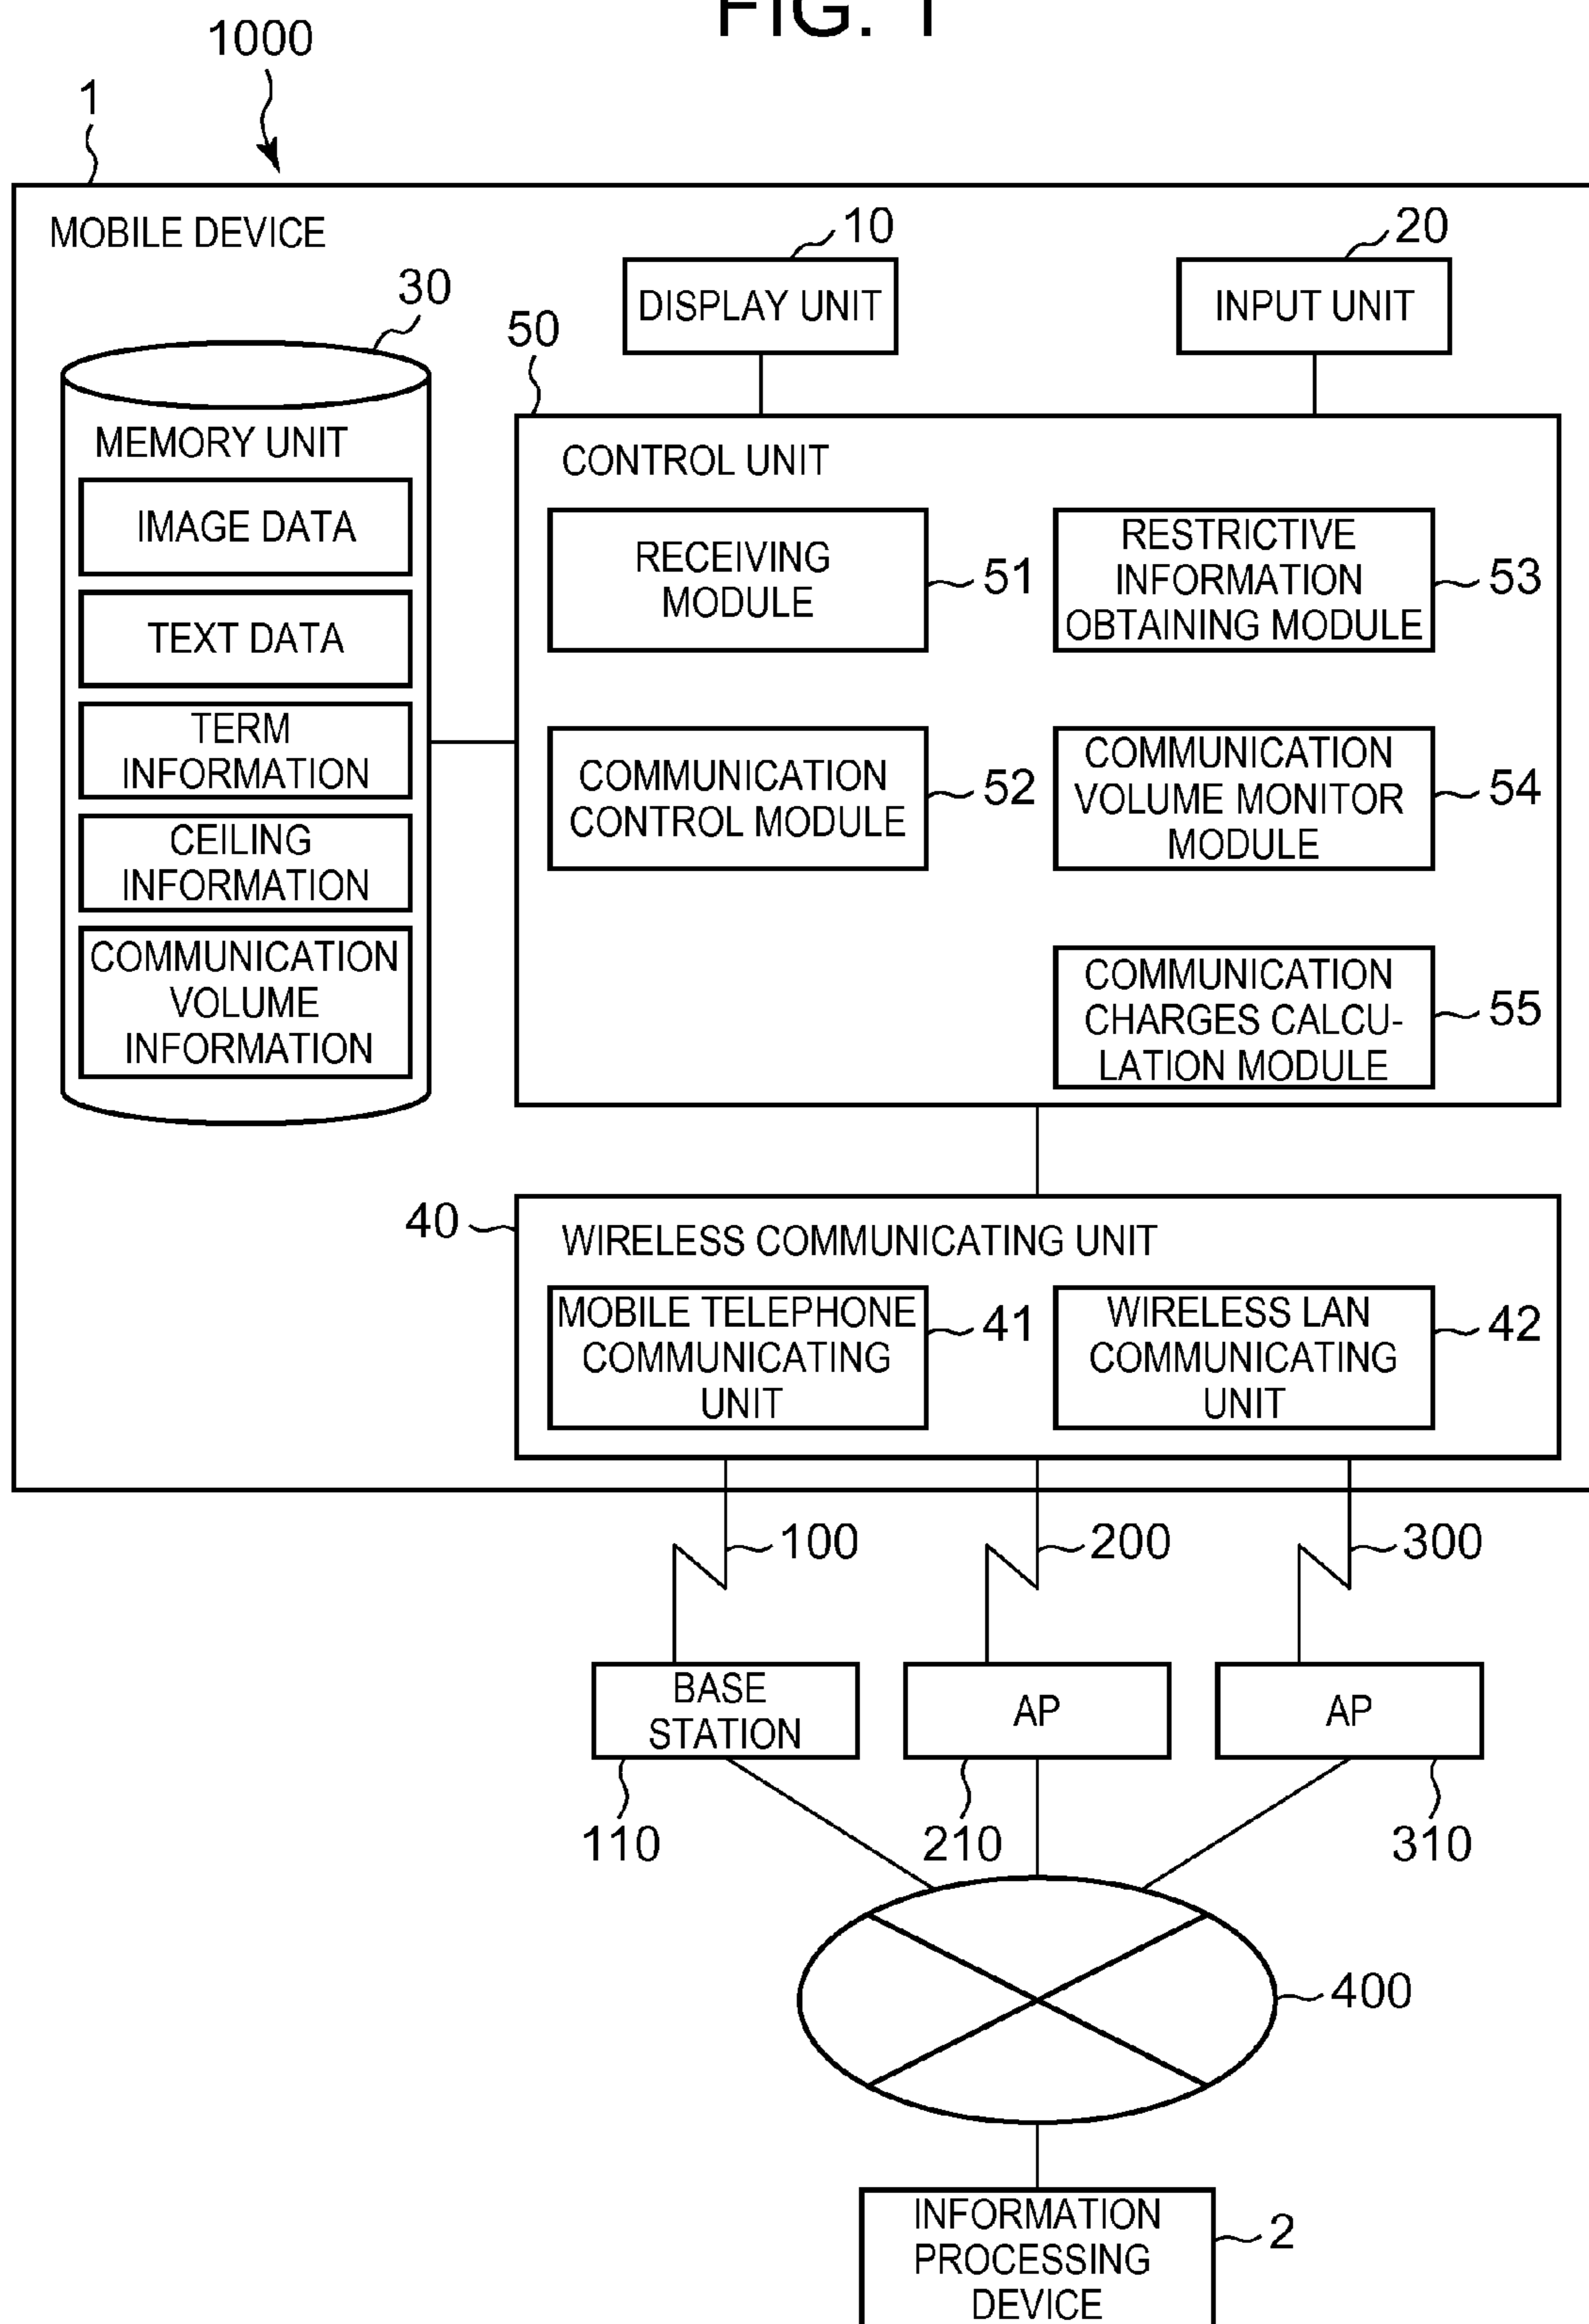 FIG. 1
1000
1
MOBILE DEVICE
10
20
DISPLAY UNIT
INPUT UNIT
30
50
MEMORY UNIT
IMAGE DATA
TEXT DATA
TERM
INFORMATION
CEILING
INFORMATION
COMMUNICATION
VOLUME
INFORMATION
CONTROL UNIT
RECEIVING
MODULE
51
RESTRICTIVE
INFORMATION
OBTAINING MODULE
53
COMMUNICATION
CONTROL MODULE
52
COMMUNICATION
VOLUME MONITOR
MODULE
54
COMMUNICATION
CHARGES CALCU-
LATION MODULE
55
40
WIRELESS COMMUNICATING UNIT
MOBILE TELEPHONE
COMMUNICATING
UNIT
41
WIRELESS LAN
COMMUNICATING
UNIT
42
100
200
300
BASE
STATION
AP
AP
110
210
310
400
INFORMATION
PROCESSING
DEVICE
2